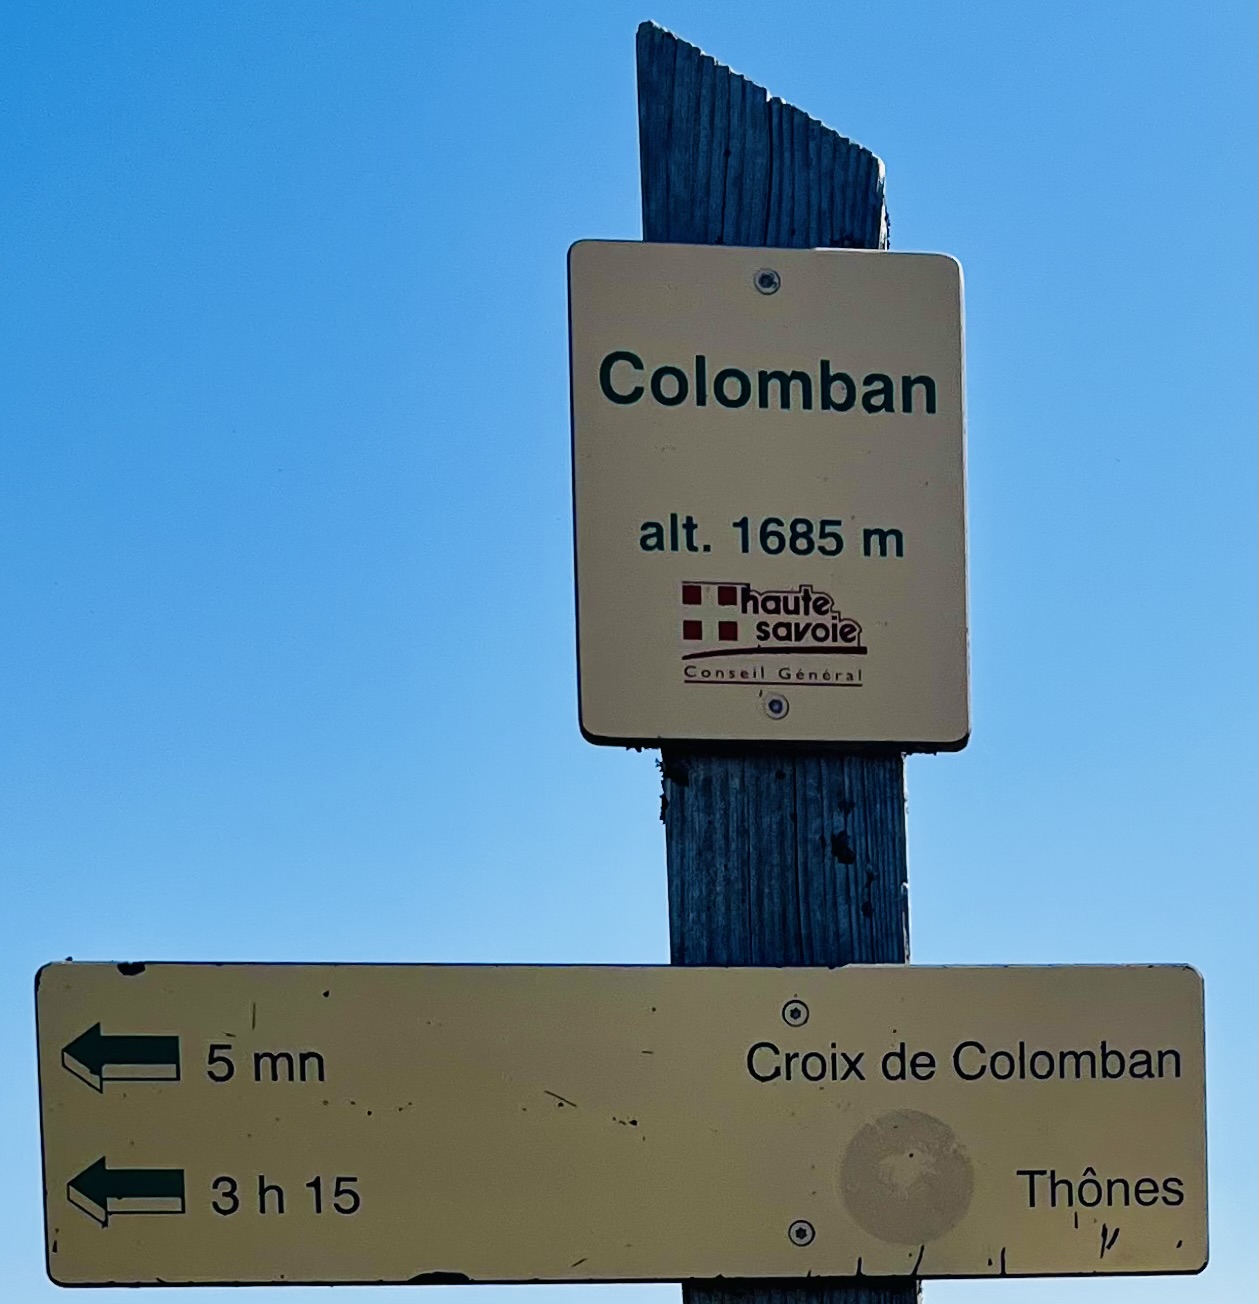 Colomban
alt. 1685 m
haute
savoie
Conseil Général
5 mn Croix de Colomban
3 h 15 Thônes